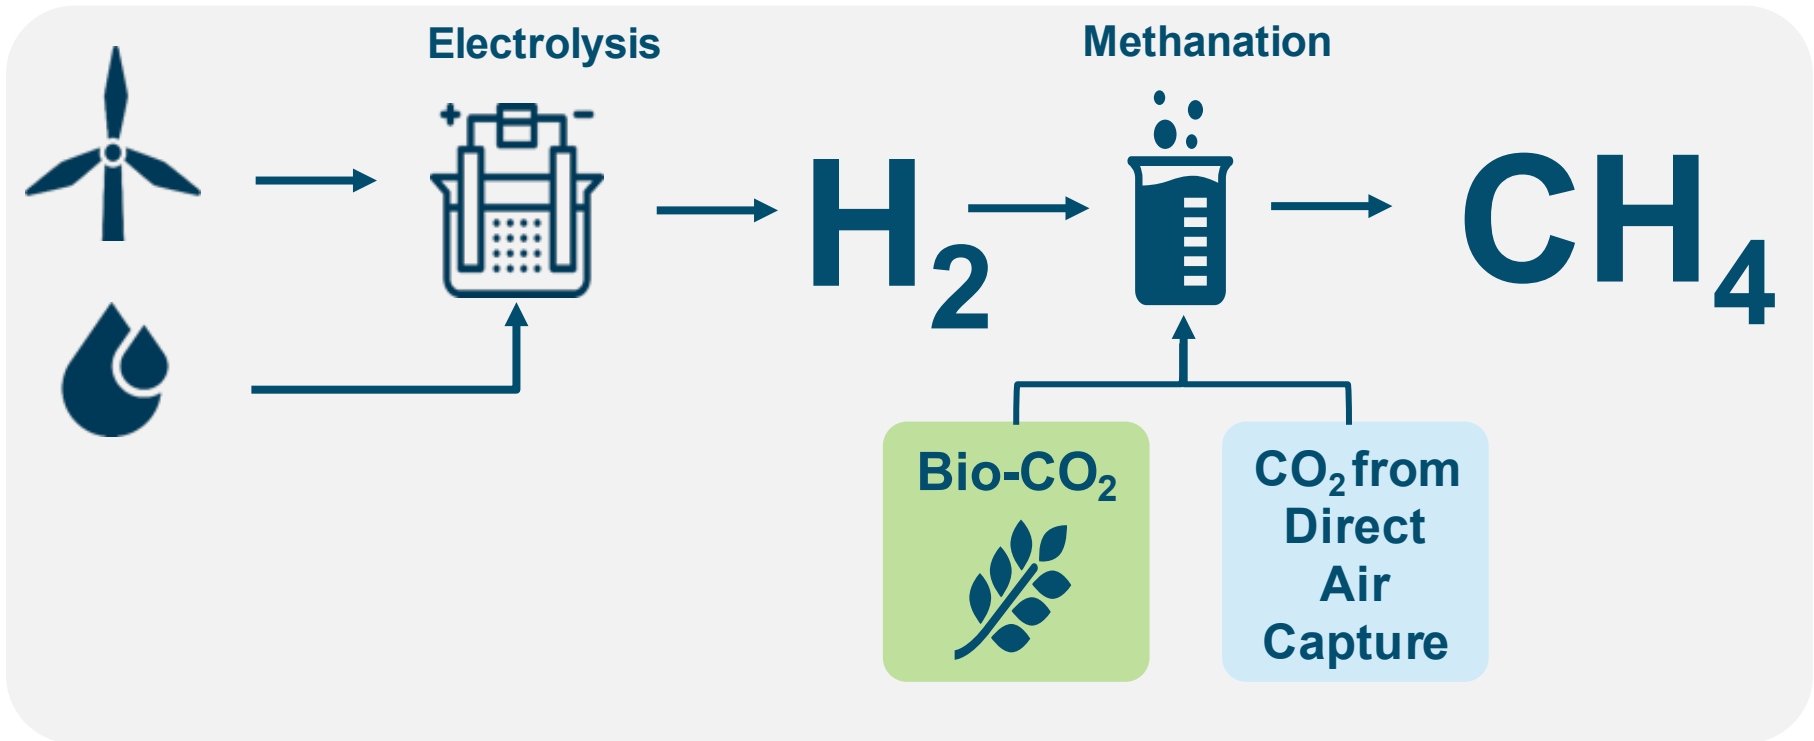 Electrolysis
Methanation
+ −
H₂
CH₄
Bio-CO₂
CO₂ from
Direct
Air
Capture